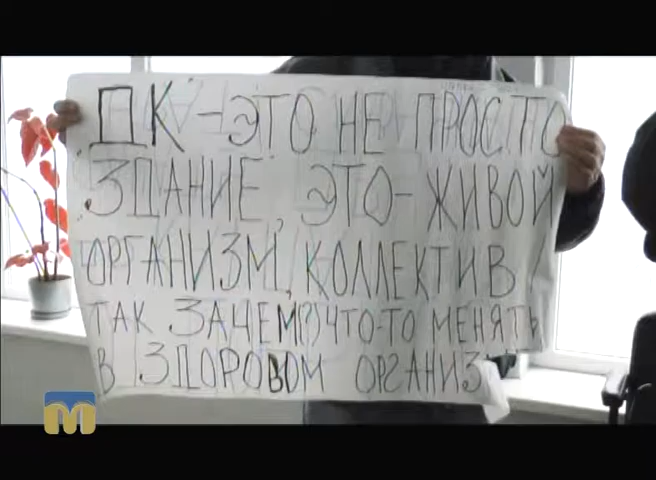 ДК - ЭТО НЕ ПРОСТО
ЗДАНИЕ, ЭТО - ЖИВОЙ
ОРГАНИЗМ, КОЛЛЕКТИВ!
ТАК ЗАЧЕМ(?) ЧТО-ТО МЕНЯТЬ
В ЗДОРОВОМ ОРГАНИЗ
М